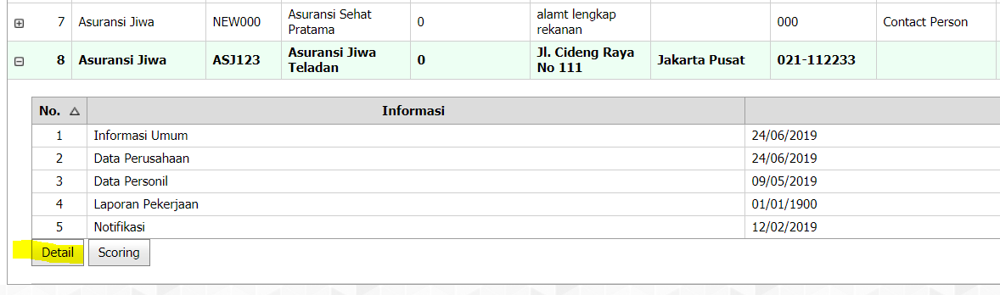 7 Asuransi Jiwa NEW000 Asuransi Sehat Pratama 0 alamt lengkap rekanan 000 Contact Person
8 Asuransi Jiwa ASJ123 Asuransi Jiwa Teladan 0 Jl. Cideng Raya No 111 Jakarta Pusat 021-112233
No. Informasi
1 Informasi Umum 24/06/2019
2 Data Perusahaan 24/06/2019
3 Data Personil 09/05/2019
4 Laporan Pekerjaan 01/01/1900
5 Notifikasi 12/02/2019
Detail Scoring